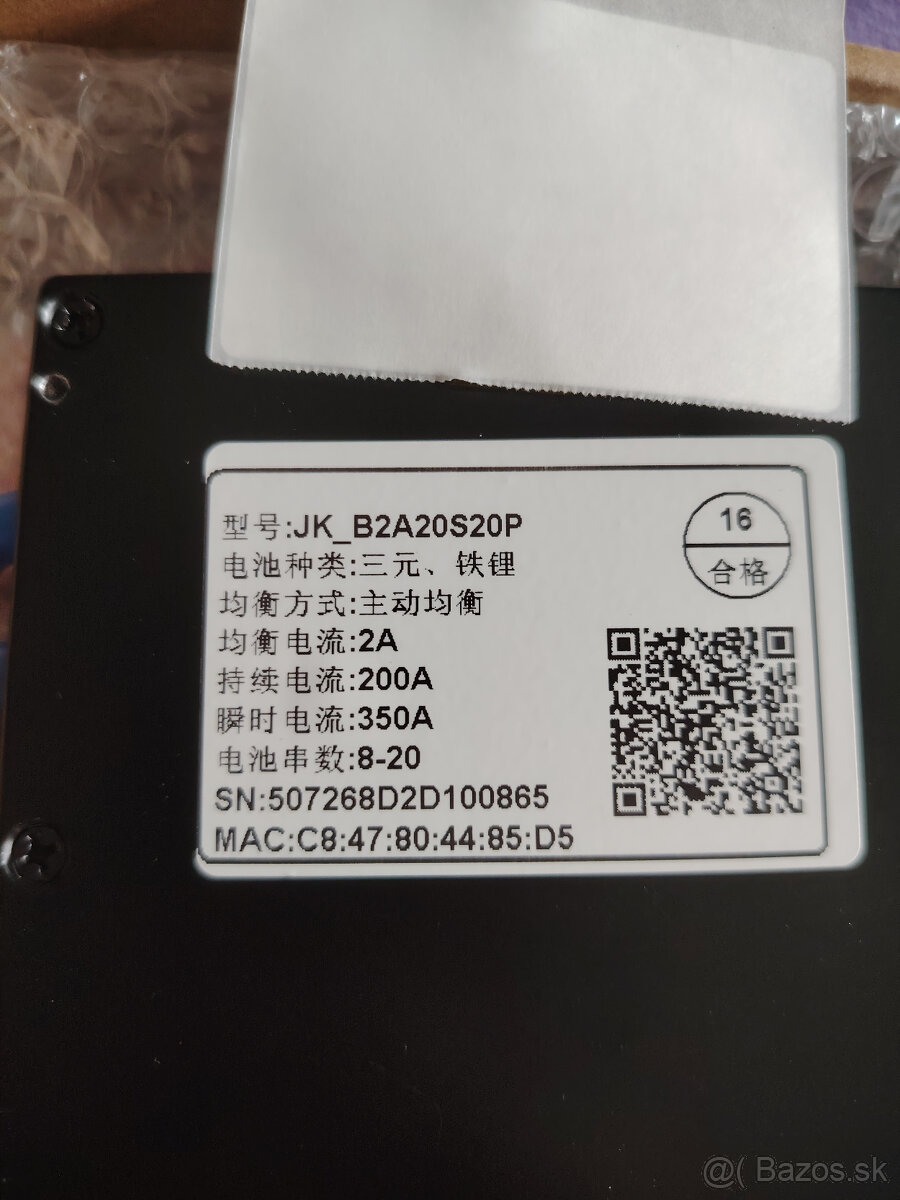 型号:JK_B2A20S20P
电池种类:三元、铁锂
均衡方式:主动均衡
均衡电流:2A
持续电流:200A
瞬时电流:350A
电池串数:8-20
SN:507268D2D100865
MAC:C8:47:80:44:85:D5
16
合格
@( Bazos.sk